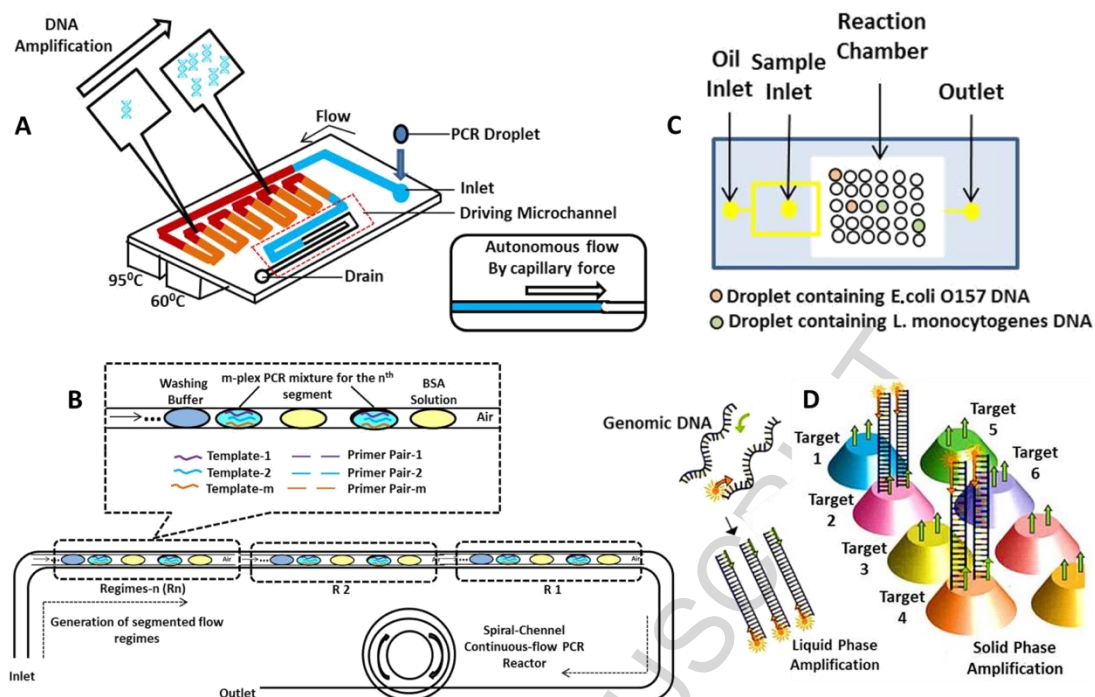 DNA
Amplification
A
Flow
PCR Droplet
Inlet
Driving Microchannel
Drain
95⁰C
60⁰C
Autonomous flow
By capillary force
Reaction
Chamber
Oil
Inlet
Sample
Inlet
Outlet
C
Droplet containing E.coli O157 DNA
Droplet containing L. monocytogenes DNA
B
Washing
Buffer
m-plex PCR mixture for the nth
segment
BSA
Solution
Air
Template-1
Primer Pair-1
Template-2
Primer Pair-2
Template-m
Primer Pair-m
Air
Air
Air
Regimes-n (Rn)
R 2
R 1
Generation of segmented flow
regimes
Spiral-Chennel
Continuous-flow PCR
Reactor
Inlet
Outlet
D
Genomic DNA
Target
1
Target
2
Target
3
Target
4
Target
5
Target
6
Liquid Phase
Amplification
Solid Phase
Amplification
USCRIPT